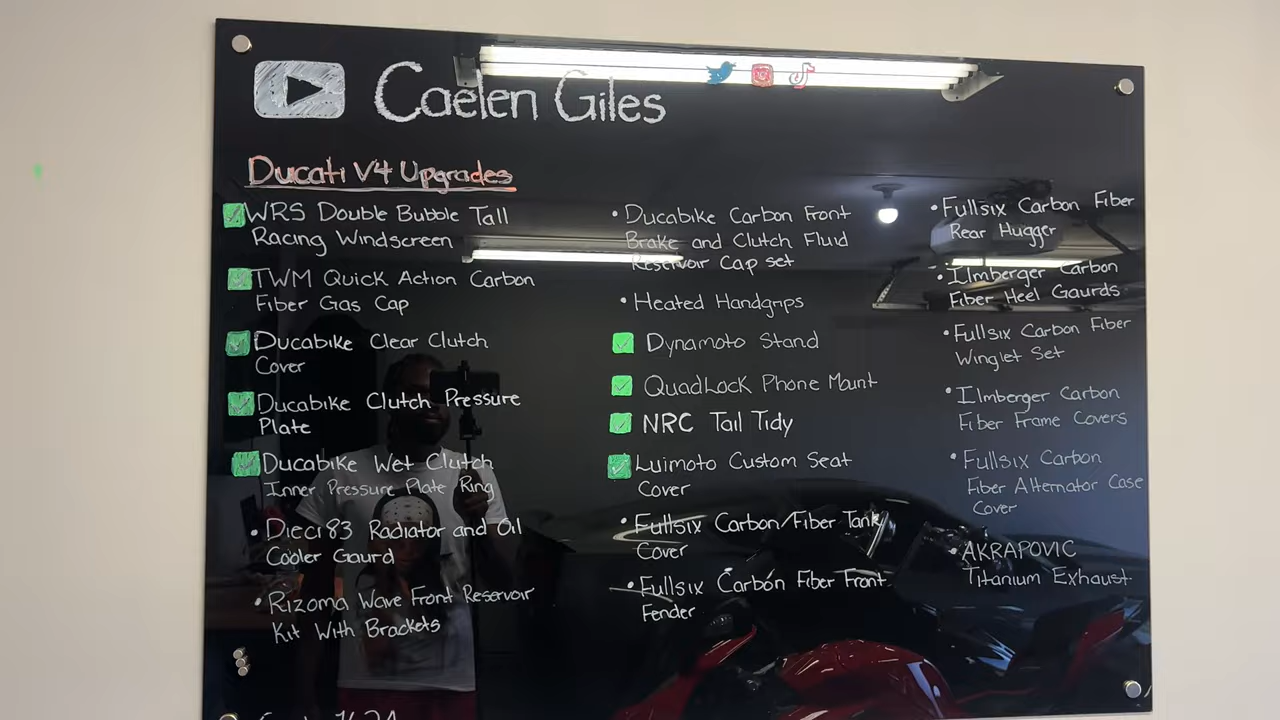 Caelen Giles
Ducati V4 Upgrades
WRS Double Bubble Tall
Racing Windscreen
TWM Quick Action Carbon
Fiber Gas Cap
Ducabike Clear Clutch
Cover
Ducabike Clutch Pressure
Plate
Ducabike Wet Clutch
Inner Pressure Plate Ring
• Diecr83 Radiator and Oil
Cooler Gaurd
• Rizoma Wave Front Reservoir
Kit With Brackets
• Ducabike Carbon Front
Brake and Clutch Fluid
Reservoir Cap set
• Heated Handgrips
Dynamoto Stand
QuadLock Phone Mount
NRC Tail Tidy
Luimoto Custom Seat
Cover
• Fullsix Carbon/Fiber Tank
Cover
• Fullsix Carbon Fiber Front
Fender
• Fullsix Carbon Fiber
Rear Hugger
• Ilmberger Carbon
Fiber Heel Gaurds
• Fullsix Carbon Fiber
Winglet Set
• Ilmberger Carbon
Fiber Frame Covers
• Fullsix Carbon
Fiber Alternator Case
Cover
• AKRAPOVIC
Titanium Exhaust